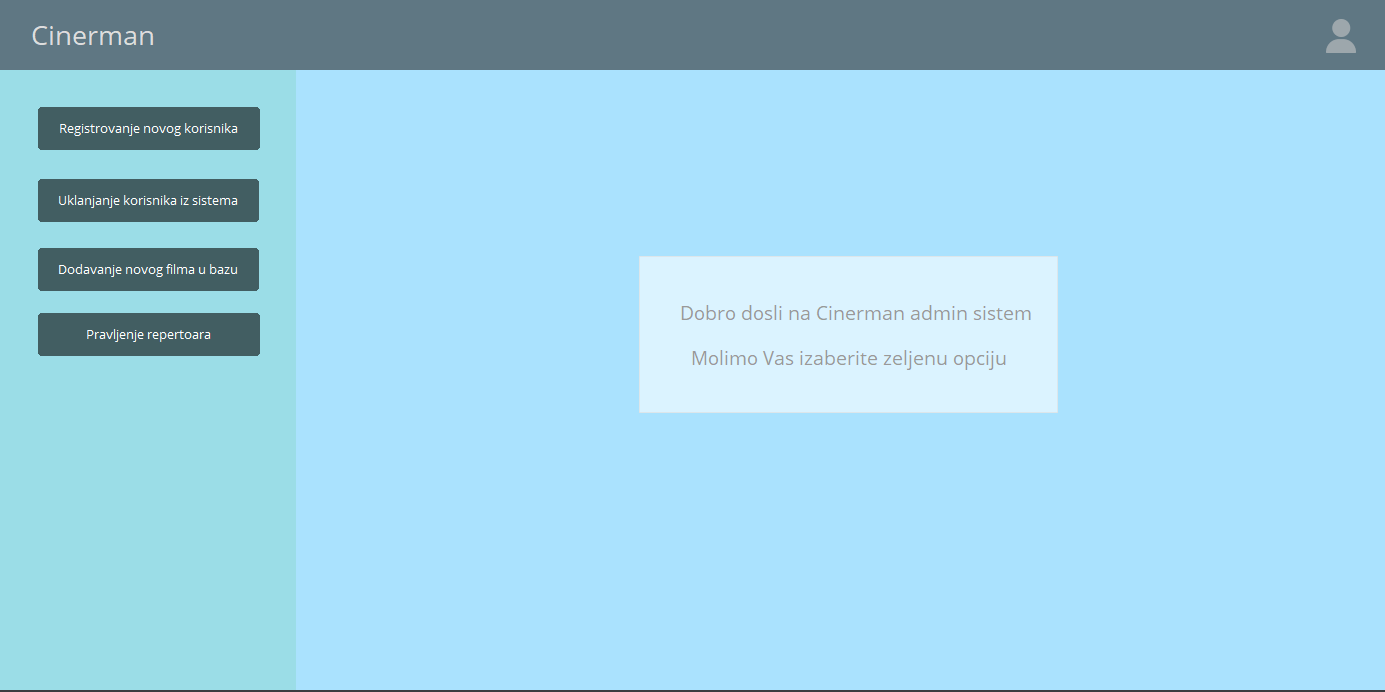 Cinerman
Registrovanje novog korisnika
Uklanjanje korisnika iz sistema
Dodavanje novog filma u bazu
Pravljenje repertoara
Dobro dosli na Cinerman admin sistem
Molimo Vas izaberite zeljenu opciju